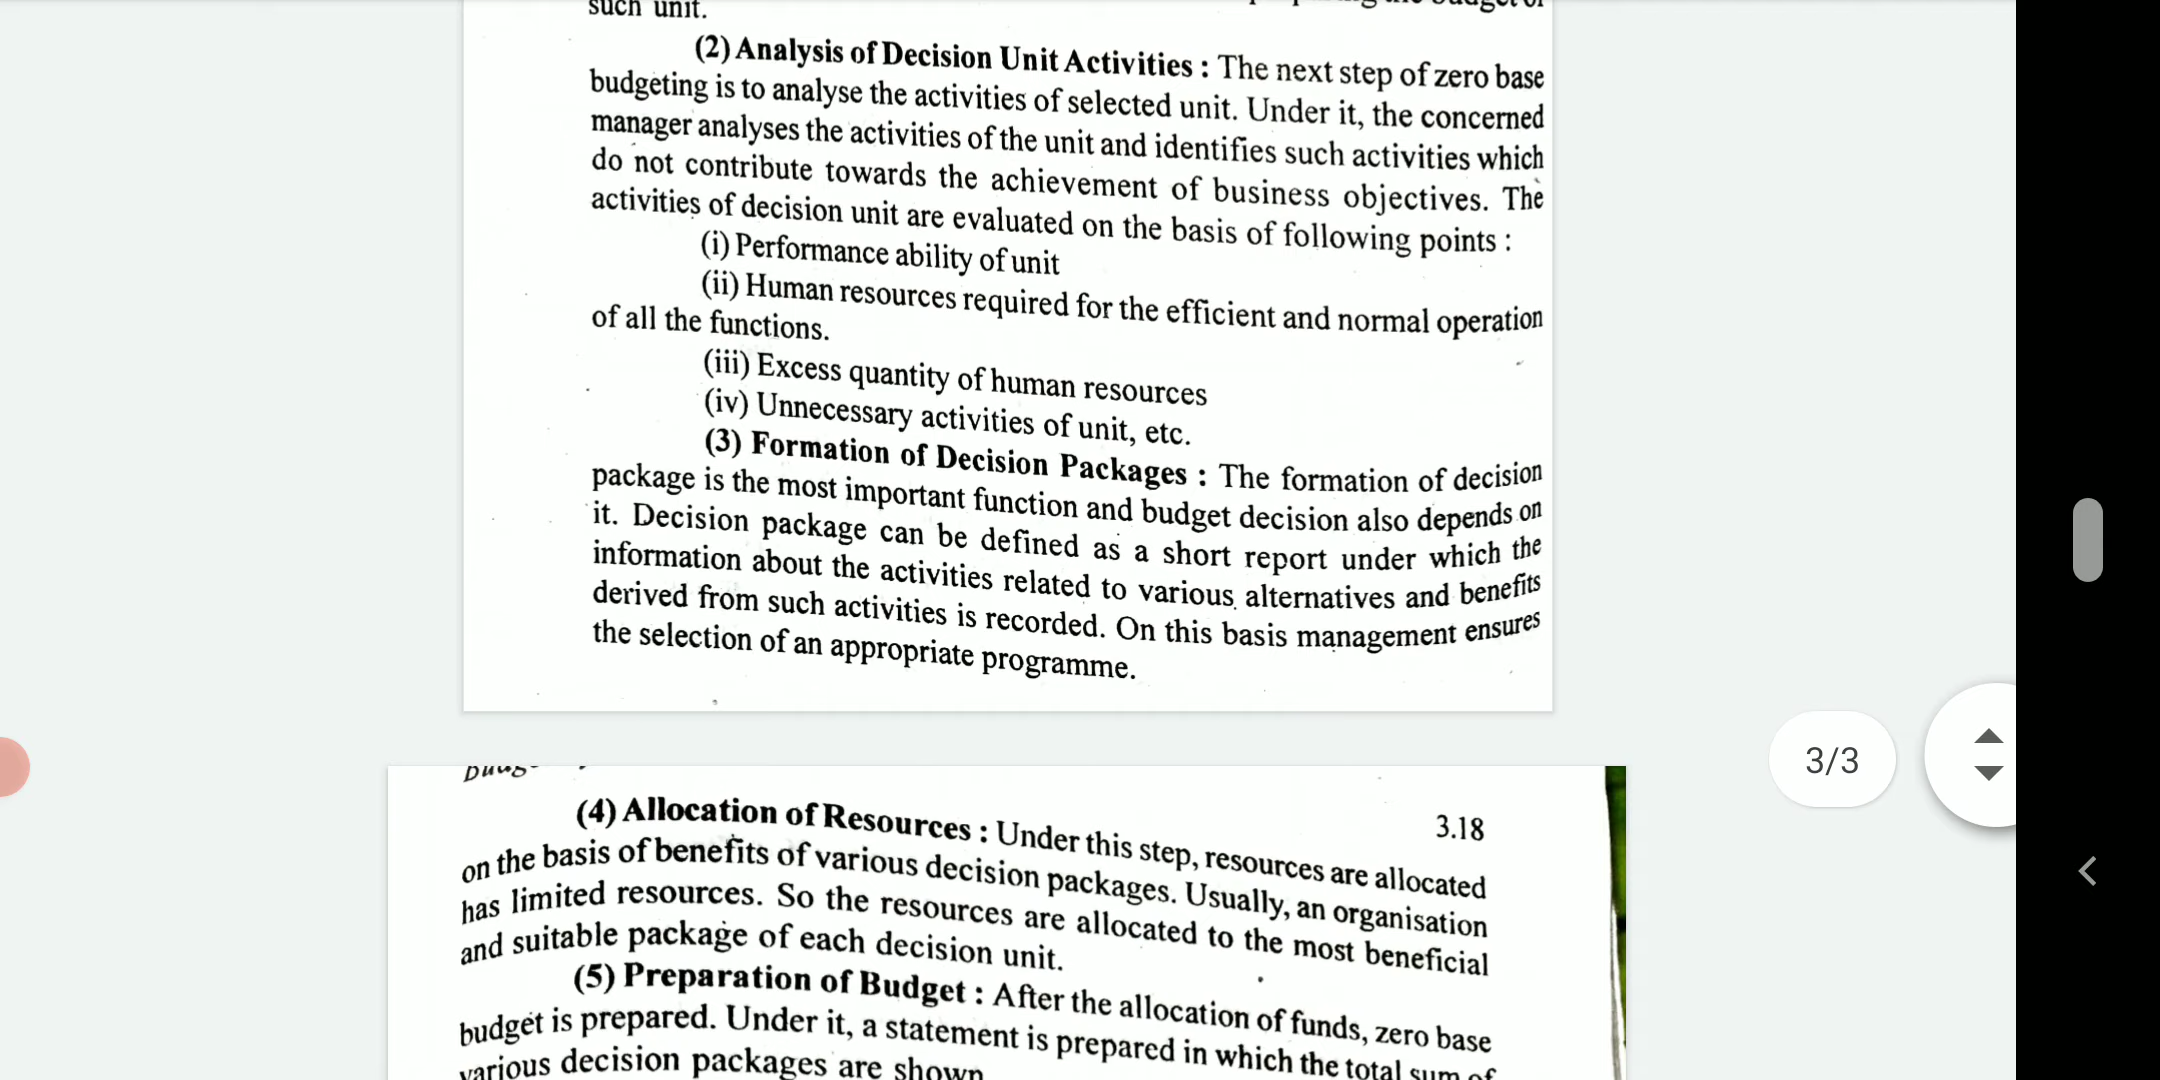 such unit.
(2) Analysis of Decision Unit Activities : The next step of zero base
budgeting is to analyse the activities of selected unit. Under it, the concerned
manager analyses the activities of the unit and identifies such activities which
do not contribute towards the achievement of business objectives. The
activities of decision unit are evaluated on the basis of following points :
(i) Performance ability of unit
(ii) Human resources required for the efficient and normal operation
of all the functions.
(iii) Excess quantity of human resources
(iv) Unnecessary activities of unit, etc.
(3) Formation of Decision Packages : The formation of decision
package is the most important function and budget decision also depends on
it. Decision package can be defined as a short report under which the
information about the activities related to various alternatives and benefits
derived from such activities is recorded. On this basis management ensures
the selection of an appropriate programme.
3/3
3.18
(4) Allocation of Resources : Under this step, resources are allocated
on the basis of benefits of various decision packages. Usually, an organisation
has limited resources. So the resources are allocated to the most beneficial
and suitable package of each decision unit.
(5) Preparation of Budget : After the allocation of funds, zero base
budget is prepared. Under it, a statement is prepared in which the total sum of
various decision packages are shown